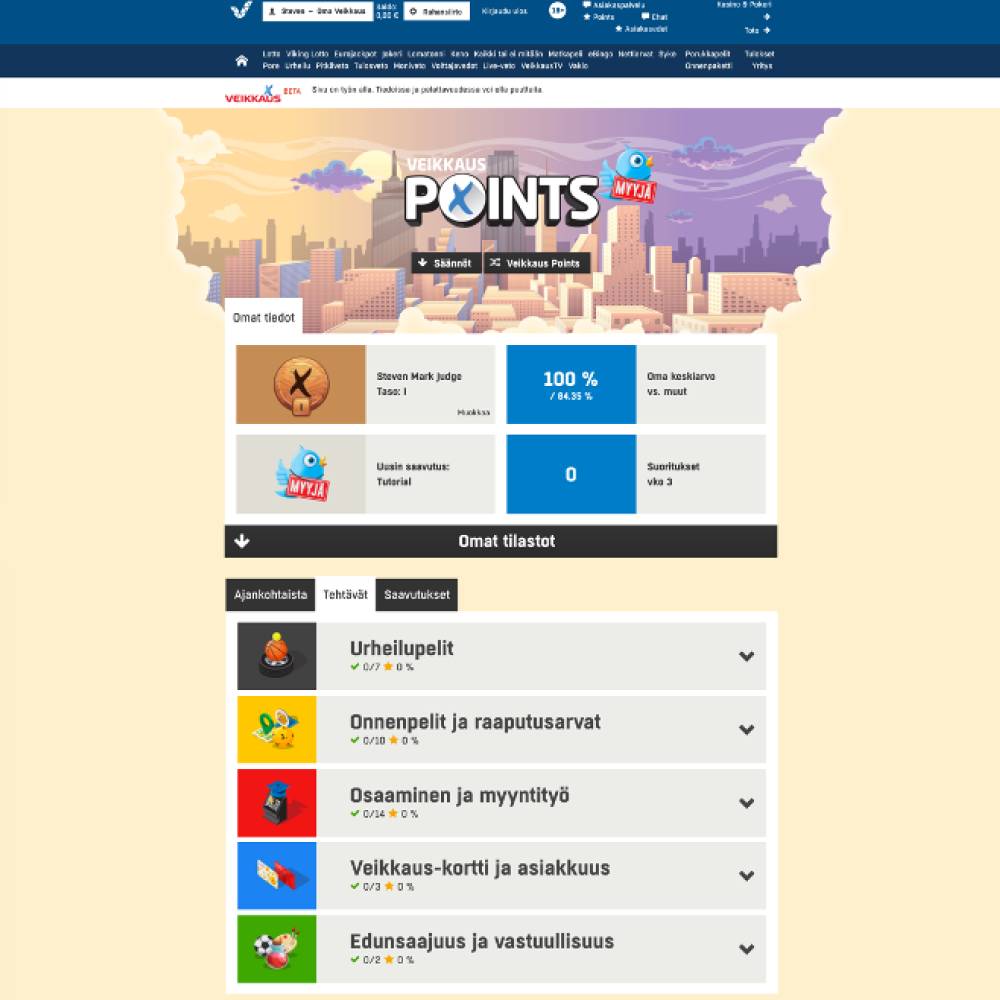 Steven - Oma Veikkaus
Saldo:
0,00 €
Rahansiirto
Kirjaudu ulos
18+
Asiakaspalvelu
Points
Chat
Asiakasedut
Kasino & Pokeri
Toto
Lotto Viking Lotto Eurojackpot Jokeri Lomatonni Keno Kaikki tai ei mitään Matkapeli eBingo Nettiarvat Syke
Pore Urheilu Pitkäveto Tulosveto Moniveto Voittajavedot Live-veto VeikkausTV Vakio
Porukkapelit
Onnenpaketti
Tulokset
Yritys
VEIKKAUS
BETA
Sivu on työn alla. Tiedoissa ja pelattavuudessa voi olla puutteita.
VEIKKAUS
POINTS
MYYJÄ
Säännöt
Veikkaus Points
Omat tiedot
Steven Mark Judge
Taso: I
Muokkaa
100 %
/ 84.35 %
Oma keskiarvo
vs. muut
MYYJÄ
Uusin saavutus:
Tutorial
0
Suoritukset
vko 3
Omat tilastot
Ajankohtaista
Tehtävät
Saavutukset
Urheilupelit
0/7 0 %
Onnenpelit ja raaputusarvat
0/10 0 %
Osaaminen ja myyntityö
0/14 0 %
Veikkaus-kortti ja asiakkuus
0/3 0 %
Edunsaajuus ja vastuullisuus
0/2 0 %